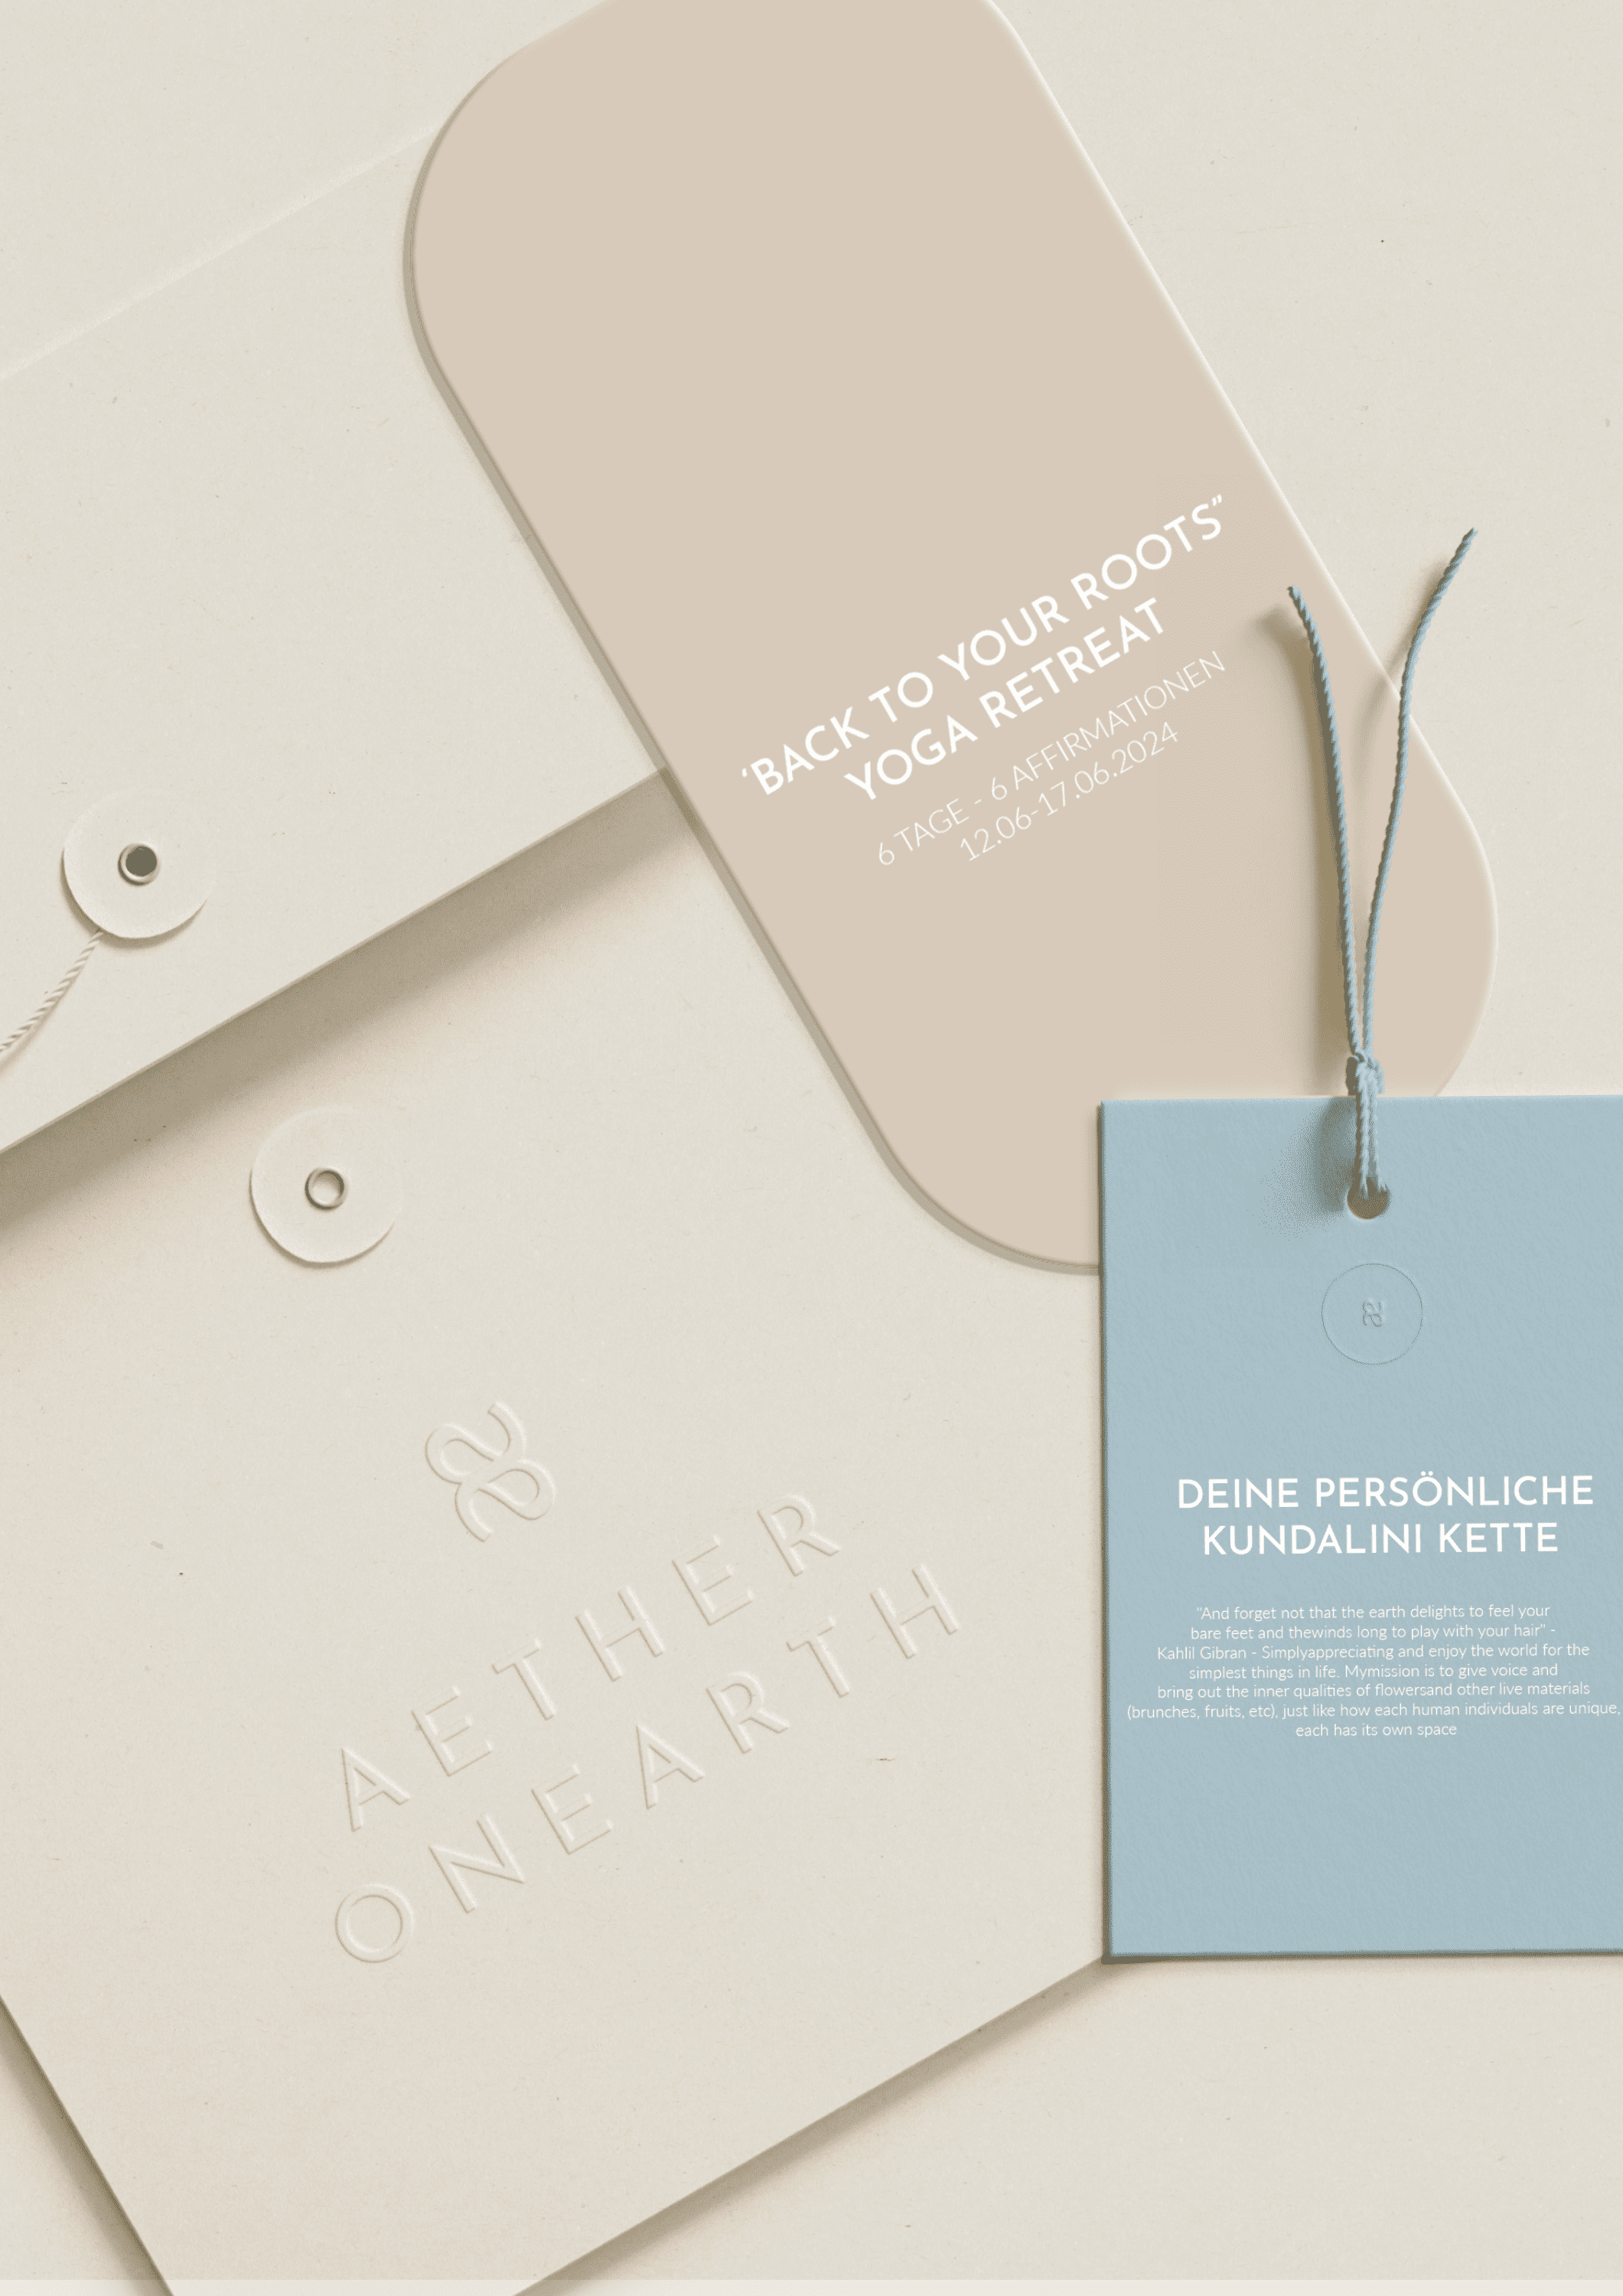 ‘BACK TO YOUR ROOTS”
YOGA RETREAT
6 TAGE - 6 AFFIRMATIONEN
12.06-17.06.2024
AETHER
ONEARTH
DEINE PERSÖNLICHE
KUNDALINI KETTE
"And forget not that the earth delights to feel your
bare feet and thewinds long to play with your hair" -
Kahlil Gibran - Simplyappreciating and enjoy the world for the
simplest things in life. Mymission is to give voice and
bring out the inner qualities of flowersand other live materials
(brunches, fruits, etc), just like how each human individuals are unique,
each has its own space